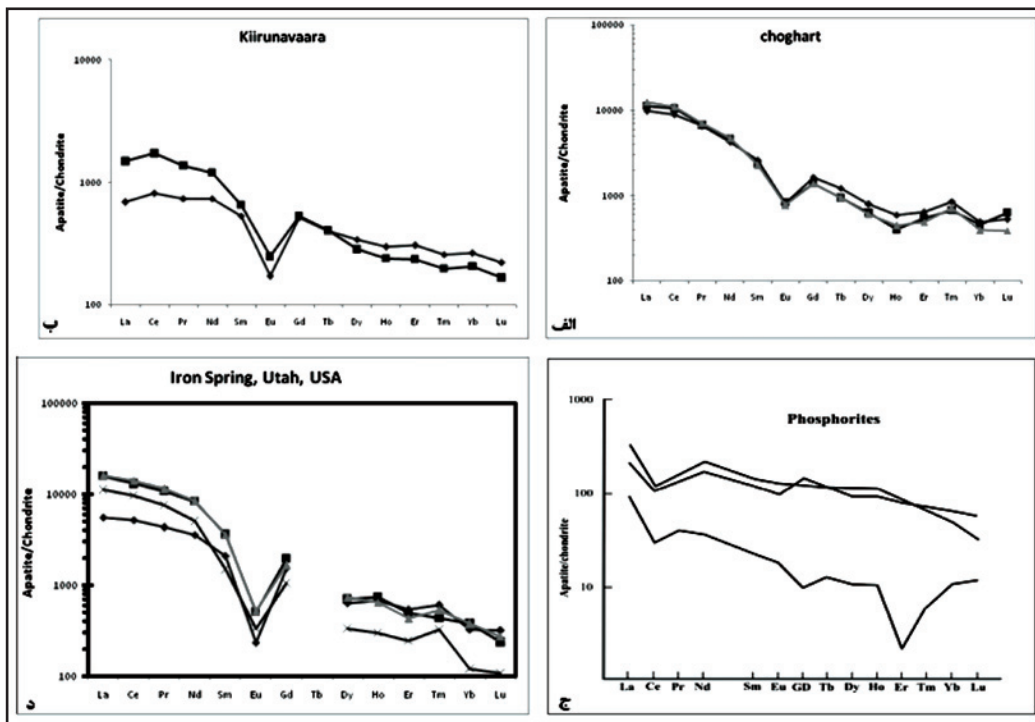 Kiirunavaara
10000
1000
100
Apatite/Chondrite
La Ce Pr Nd Sm Eu Gd Tb Dy Ho Er Tm Yb Lu
ب
choghart
100000
10000
1000
100
Apatite/Chondrite
La Ce Pr Nd Sm Eu Gd Tb Dy Ho Er Tm Yb Lu
الف
Iron Spring, Utah, USA
100000
10000
1000
100
Apatite/Chondrite
La Ce Pr Nd Sm Eu Gd Tb Dy Ho Er Tm Yb Lu
د
Phosphorites
1000
100
10
Apatite/chondrite
La Ce Pr Nd Sm Eu GD Tb Dy Ho Er Tm Yb Lu
ج